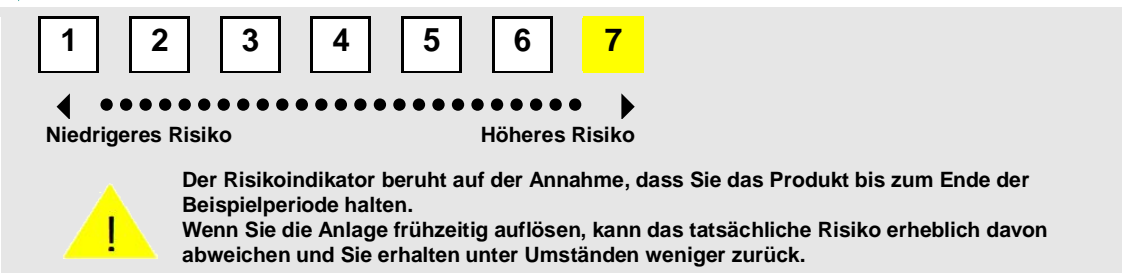 1 2 3 4 5 6 7
Niedrigeres Risiko Höheres Risiko
Der Risikoindikator beruht auf der Annahme, dass Sie das Produkt bis zum Ende der
Beispielperiode halten.
Wenn Sie die Anlage frühzeitig auflösen, kann das tatsächliche Risiko erheblich davon
abweichen und Sie erhalten unter Umständen weniger zurück.
!